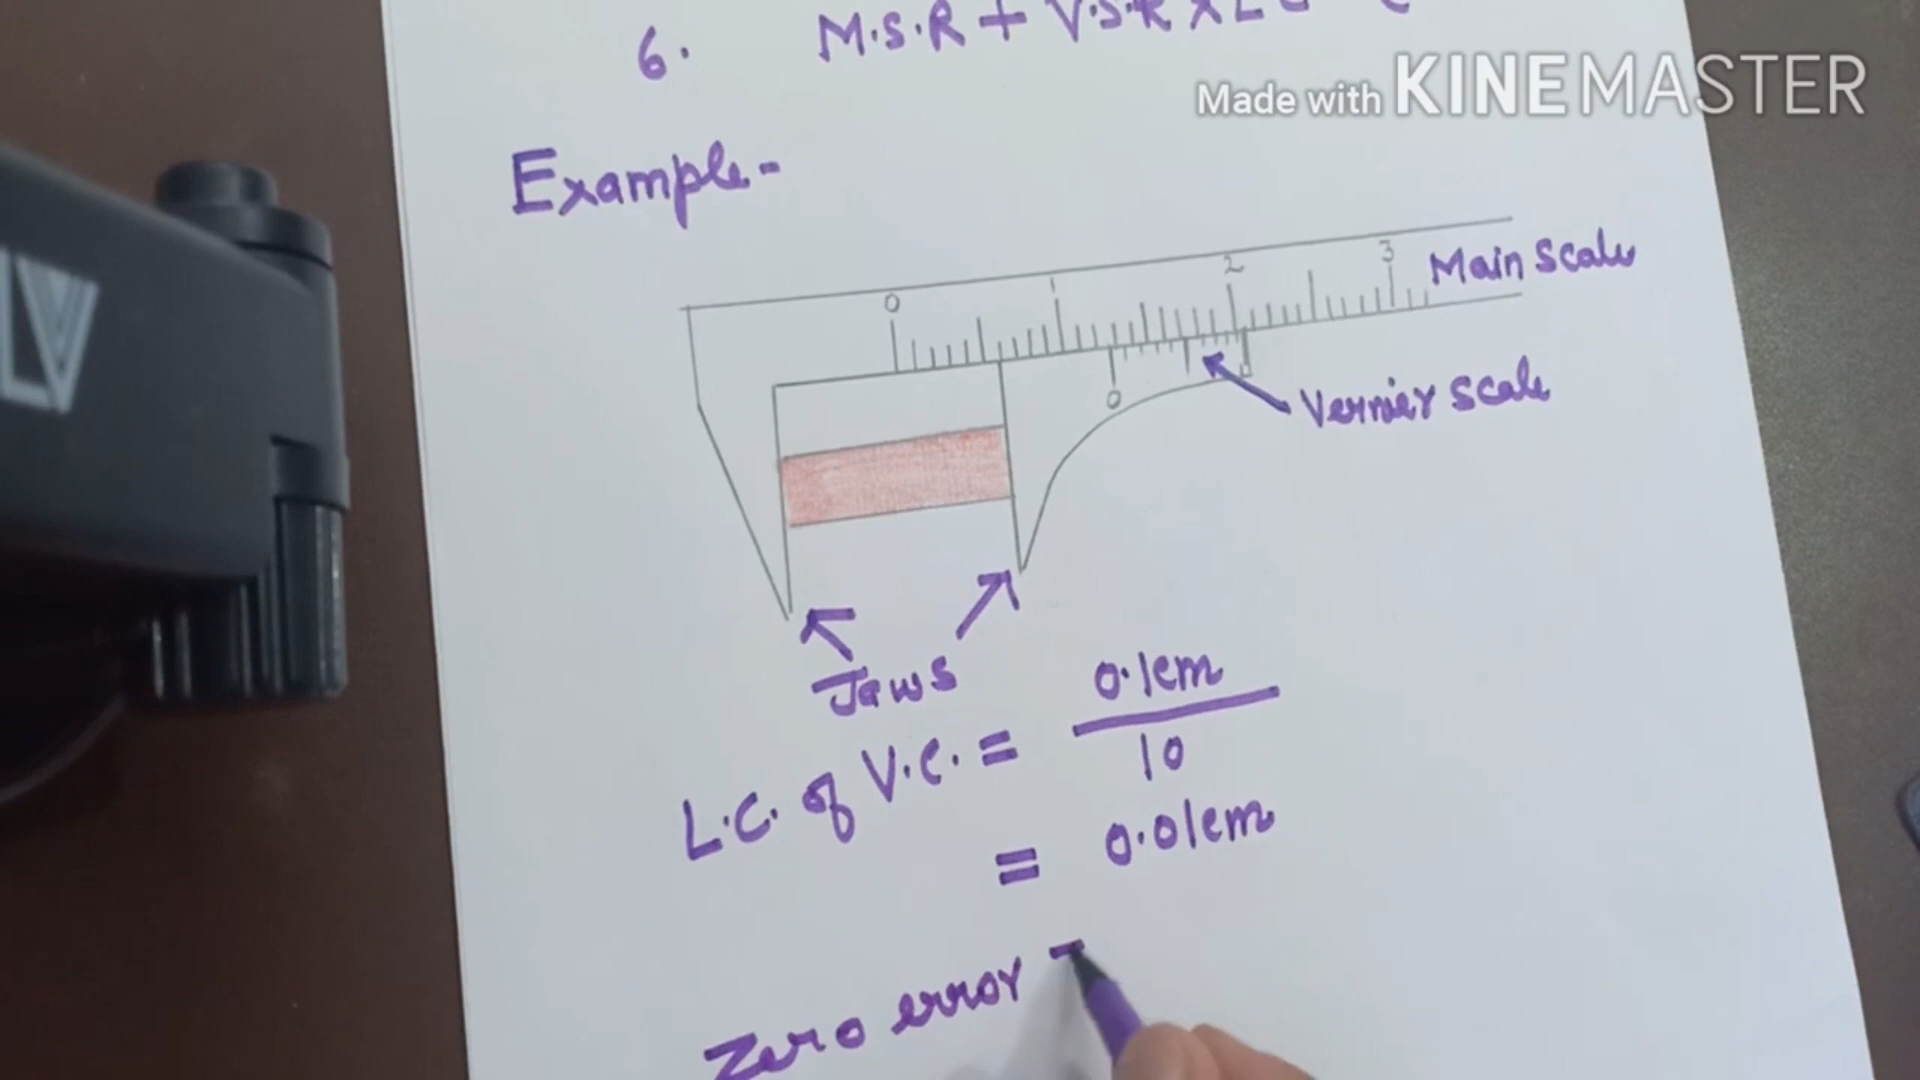 6. M.S.R + V.S.R X L
Made with KINEMASTER
Example-
0 1 2 3 Main Scale
0
Vernier Scale
Jaws
L.C. of V.C. = 0.1cm
10
= 0.01cm
Zero error
LV